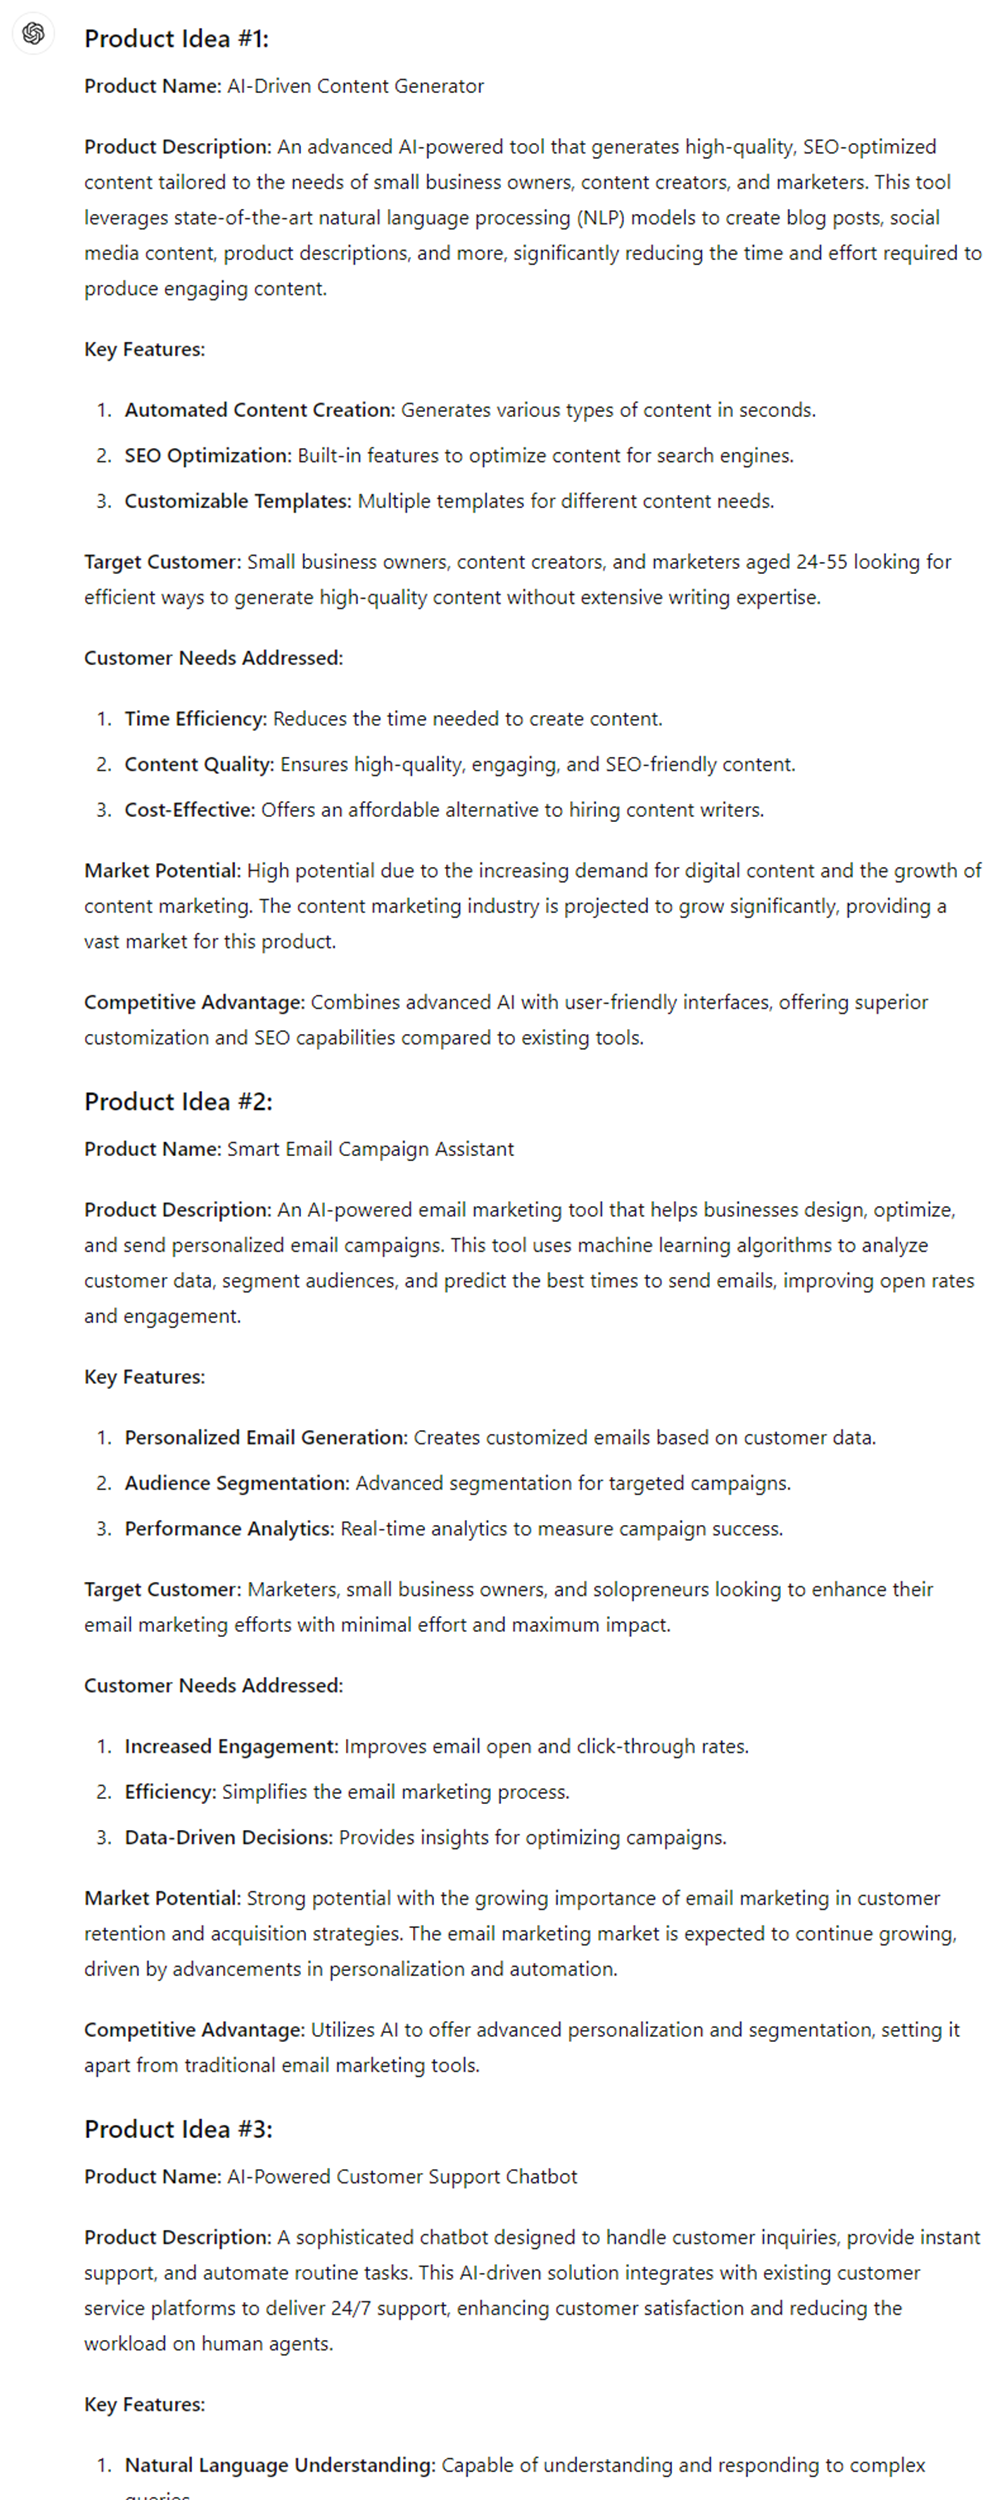 Product Idea #1:
Product Name: AI-Driven Content Generator
Product Description: An advanced AI-powered tool that generates high-quality, SEO-optimized
content tailored to the needs of small business owners, content creators, and marketers. This tool
leverages state-of-the-art natural language processing (NLP) models to create blog posts, social
media content, product descriptions, and more, significantly reducing the time and effort required to
produce engaging content.
Key Features:
1. Automated Content Creation: Generates various types of content in seconds.
2. SEO Optimization: Built-in features to optimize content for search engines.
3. Customizable Templates: Multiple templates for different content needs.
Target Customer: Small business owners, content creators, and marketers aged 24-55 looking for
efficient ways to generate high-quality content without extensive writing expertise.
Customer Needs Addressed:
1. Time Efficiency: Reduces the time needed to create content.
2. Content Quality: Ensures high-quality, engaging, and SEO-friendly content.
3. Cost-Effective: Offers an affordable alternative to hiring content writers.
Market Potential: High potential due to the increasing demand for digital content and the growth of
content marketing. The content marketing industry is projected to grow significantly, providing a
vast market for this product.
Competitive Advantage: Combines advanced AI with user-friendly interfaces, offering superior
customization and SEO capabilities compared to existing tools.
Product Idea #2:
Product Name: Smart Email Campaign Assistant
Product Description: An AI-powered email marketing tool that helps businesses design, optimize,
and send personalized email campaigns. This tool uses machine learning algorithms to analyze
customer data, segment audiences, and predict the best times to send emails, improving open rates
and engagement.
Key Features:
1. Personalized Email Generation: Creates customized emails based on customer data.
2. Audience Segmentation: Advanced segmentation for targeted campaigns.
3. Performance Analytics: Real-time analytics to measure campaign success.
Target Customer: Marketers, small business owners, and solopreneurs looking to enhance their
email marketing efforts with minimal effort and maximum impact.
Customer Needs Addressed:
1. Increased Engagement: Improves email open and click-through rates.
2. Efficiency: Simplifies the email marketing process.
3. Data-Driven Decisions: Provides insights for optimizing campaigns.
Market Potential: Strong potential with the growing importance of email marketing in customer
retention and acquisition strategies. The email marketing market is expected to continue growing,
driven by advancements in personalization and automation.
Competitive Advantage: Utilizes AI to offer advanced personalization and segmentation, setting it
apart from traditional email marketing tools.
Product Idea #3:
Product Name: AI-Powered Customer Support Chatbot
Product Description: A sophisticated chatbot designed to handle customer inquiries, provide instant
support, and automate routine tasks. This AI-driven solution integrates with existing customer
service platforms to deliver 24/7 support, enhancing customer satisfaction and reducing the
workload on human agents.
Key Features:
1. Natural Language Understanding: Capable of understanding and responding to complex